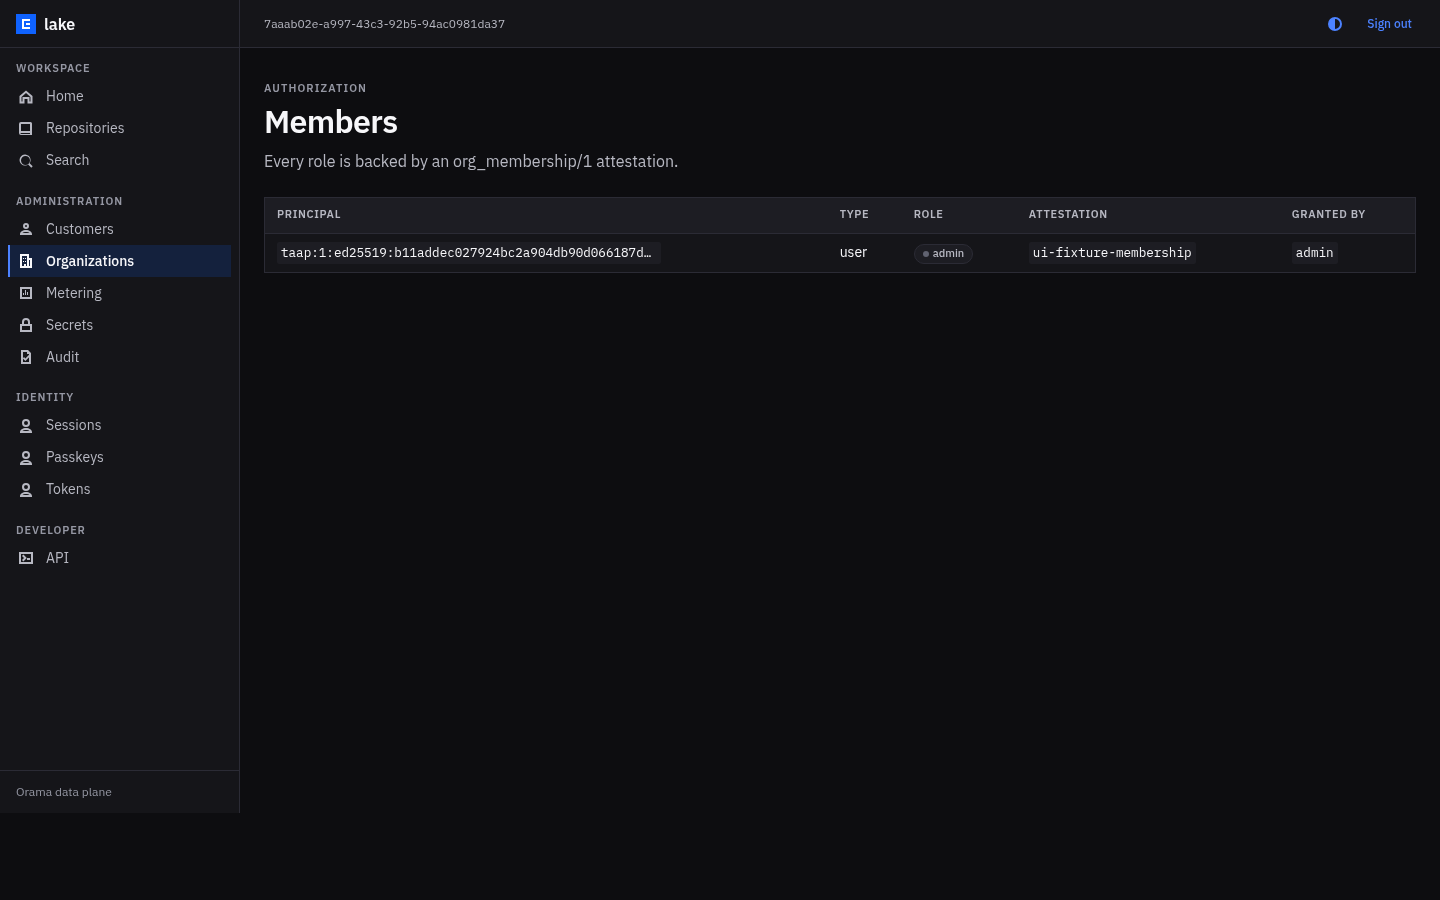 lake
7aaab02e-a997-43c3-92b5-94ac0981da37
Sign out
WORKSPACE
Home
Repositories
Search
ADMINISTRATION
Customers
Organizations
Metering
Secrets
Audit
IDENTITY
Sessions
Passkeys
Tokens
DEVELOPER
API
Orama data plane
AUTHORIZATION
Members
Every role is backed by an org_membership/1 attestation.
PRINCIPAL TYPE ROLE ATTESTATION GRANTED BY
taap:1:ed25519:b11addec027924bc2a904db90d066187d… user admin ui-fixture-membership admin